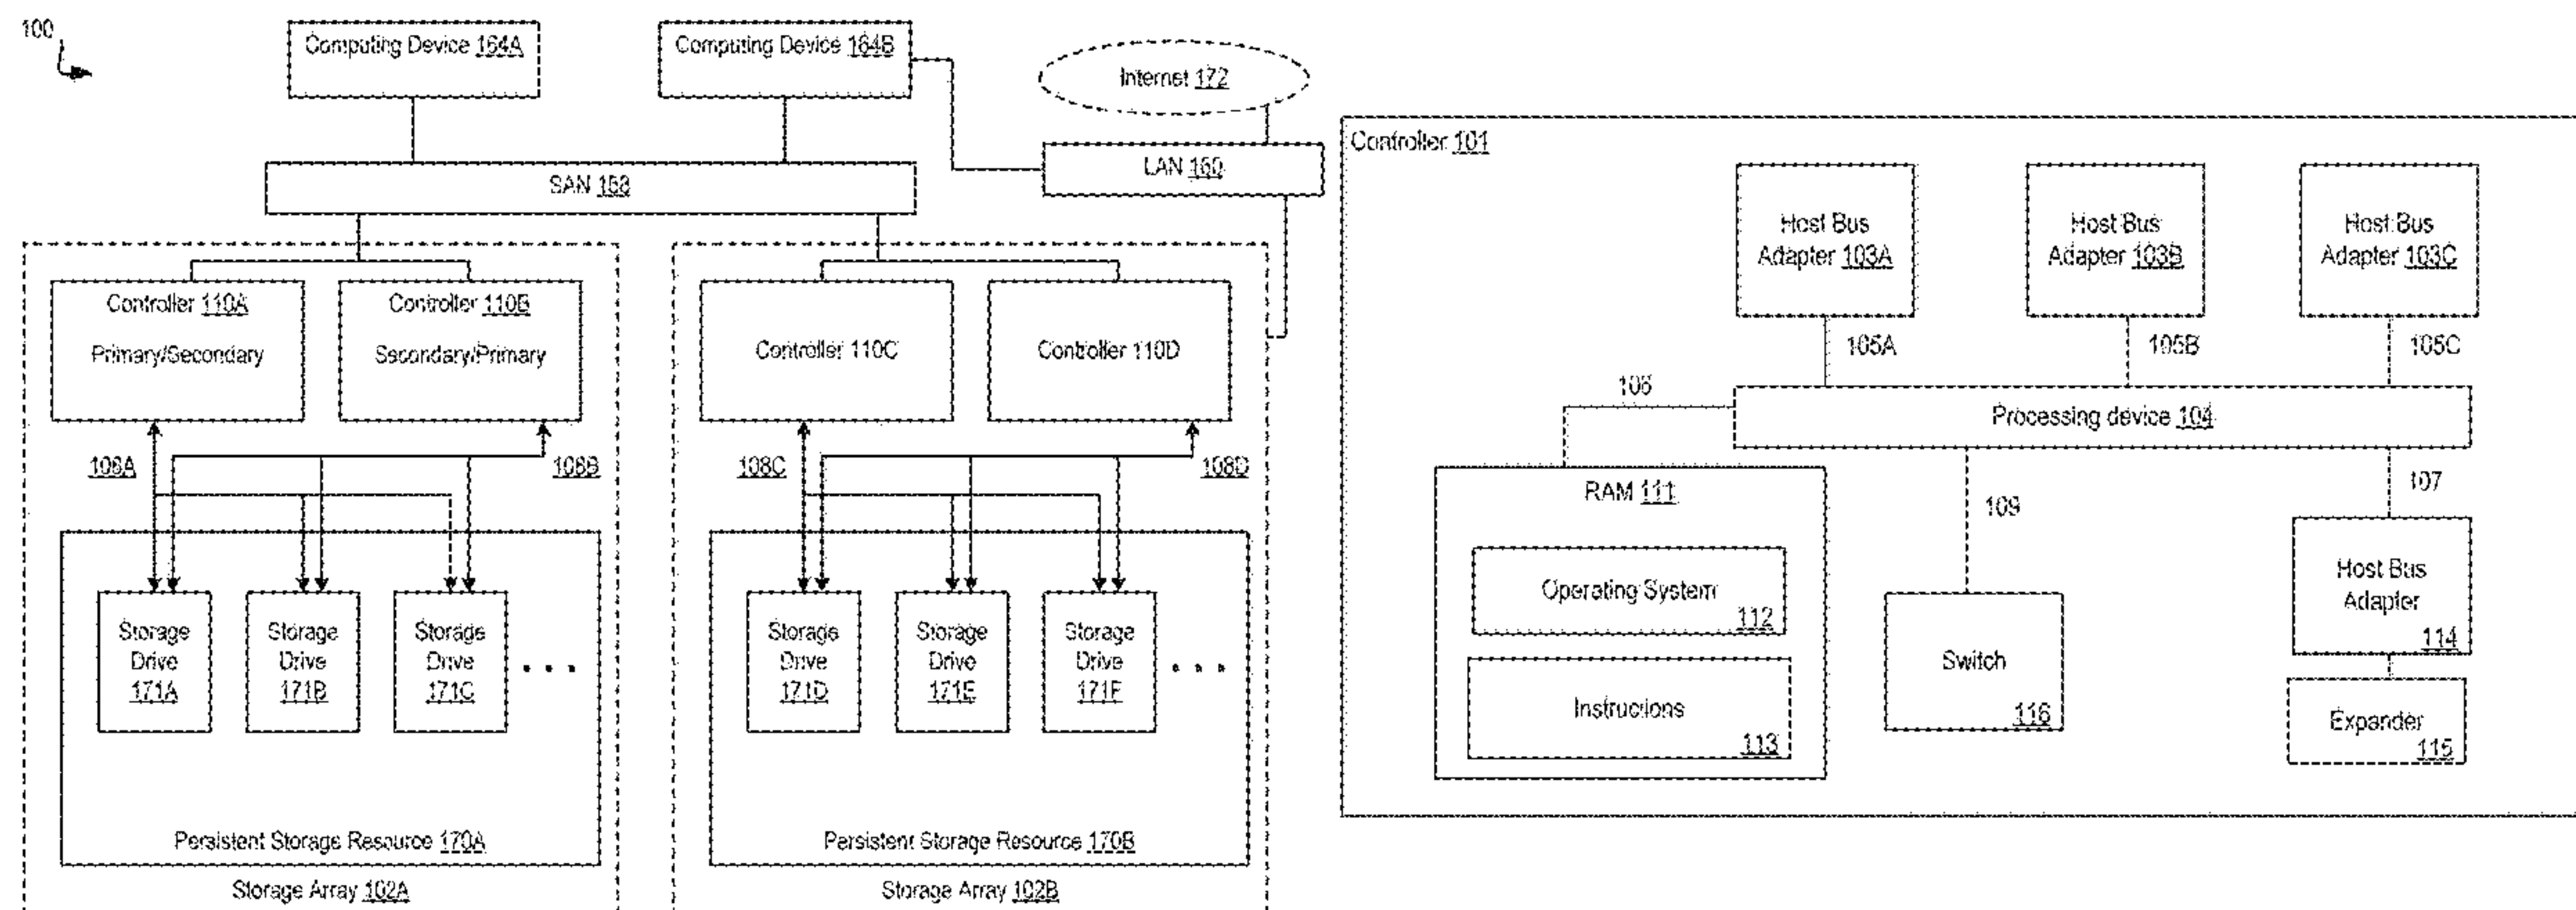 100
Computing Device 164A
Computing Device 164B
Internet 172
LAN 160
SAN 158
Controller 110A
Primary/Secondary
Controller 110B
Secondary/Primary
Controller 110C
Controller 110D
108A
108B
108C
108D
Storage
Drive
171A
Storage
Drive
171B
Storage
Drive
171C
...
Storage
Drive
171D
Storage
Drive
171E
Storage
Drive
171F
...
Persistent Storage Resource 170A
Persistent Storage Resource 170B
Storage Array 102A
Storage Array 102B
Controller 101
Host Bus
Adapter 103A
Host Bus
Adapter 103B
Host Bus
Adapter 103C
105A
105B
105C
Processing device 104
RAM 111
109
107
Operating System
112
Instructions
113
Switch
116
Host Bus
Adapter
114
Expander
115